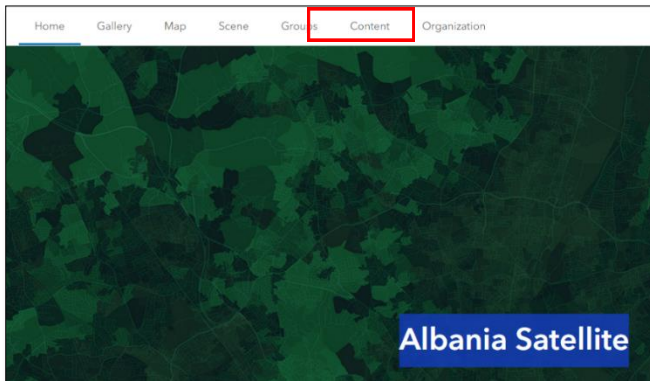 Home Gallery Map Scene Groups Content Organization
Albania Satellite